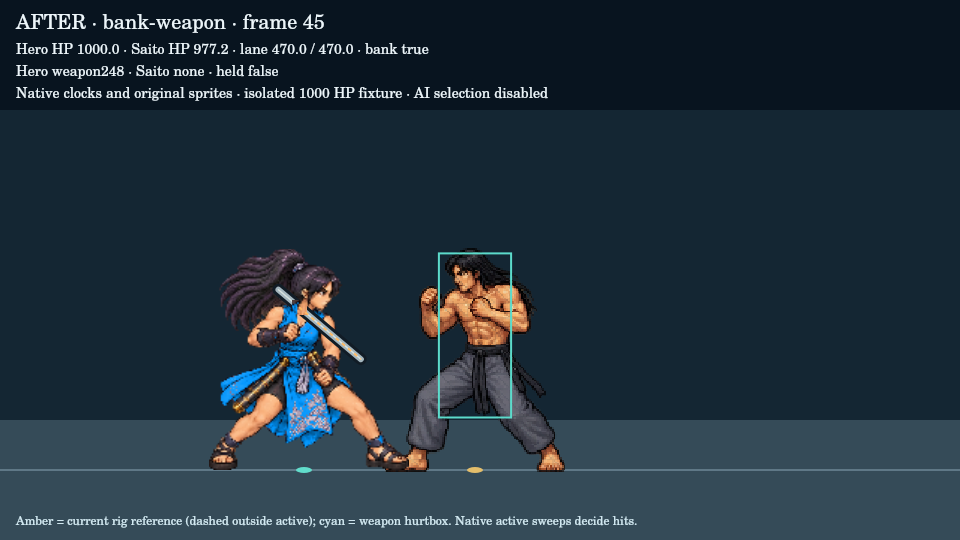 AFTER · bank-weapon · frame 45
Hero HP 1000.0 · Saito HP 977.2 · lane 470.0 / 470.0 · bank true
Hero weapon248 · Saito none · held false
Native clocks and original sprites · isolated 1000 HP fixture · AI selection disabled
Amber = current rig reference (dashed outside active); cyan = weapon hurtbox. Native active sweeps decide hits.